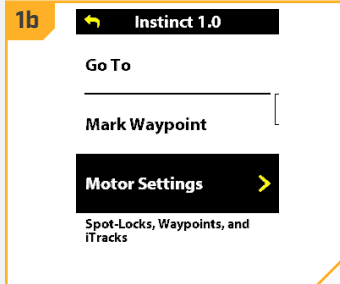 1b
Instinct 1.0
Go To
Mark Waypoint
Motor Settings
Spot-Locks, Waypoints, and
iTracks